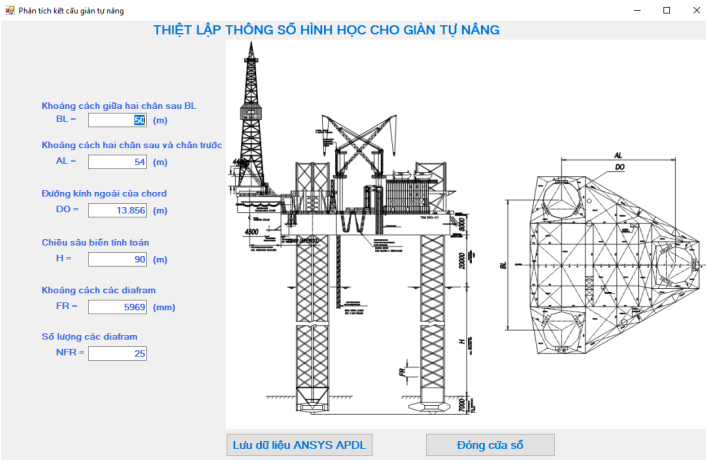 Phân tích kết cấu giàn tự nâng
THIẾT LẬP THÔNG SỐ HÌNH HỌC CHO GIÀN TỰ NÂNG
Khoảng cách giữa hai chân sau BL
BL = 50 (m)
Khoảng cách hai chân sau và chân trước
AL = 54 (m)
Đường kính ngoài của chord
DO = 13.856 (m)
Chiều sâu biển tính toán
H = 90 (m)
Khoảng cách các diafram
FR = 5969 (mm)
Số lượng các diafram
NFR = 25
4500
8000
20000
H
FR
7000
AL
DO
BL
Lưu dữ liệu ANSYS APDL
Đóng cửa sổ